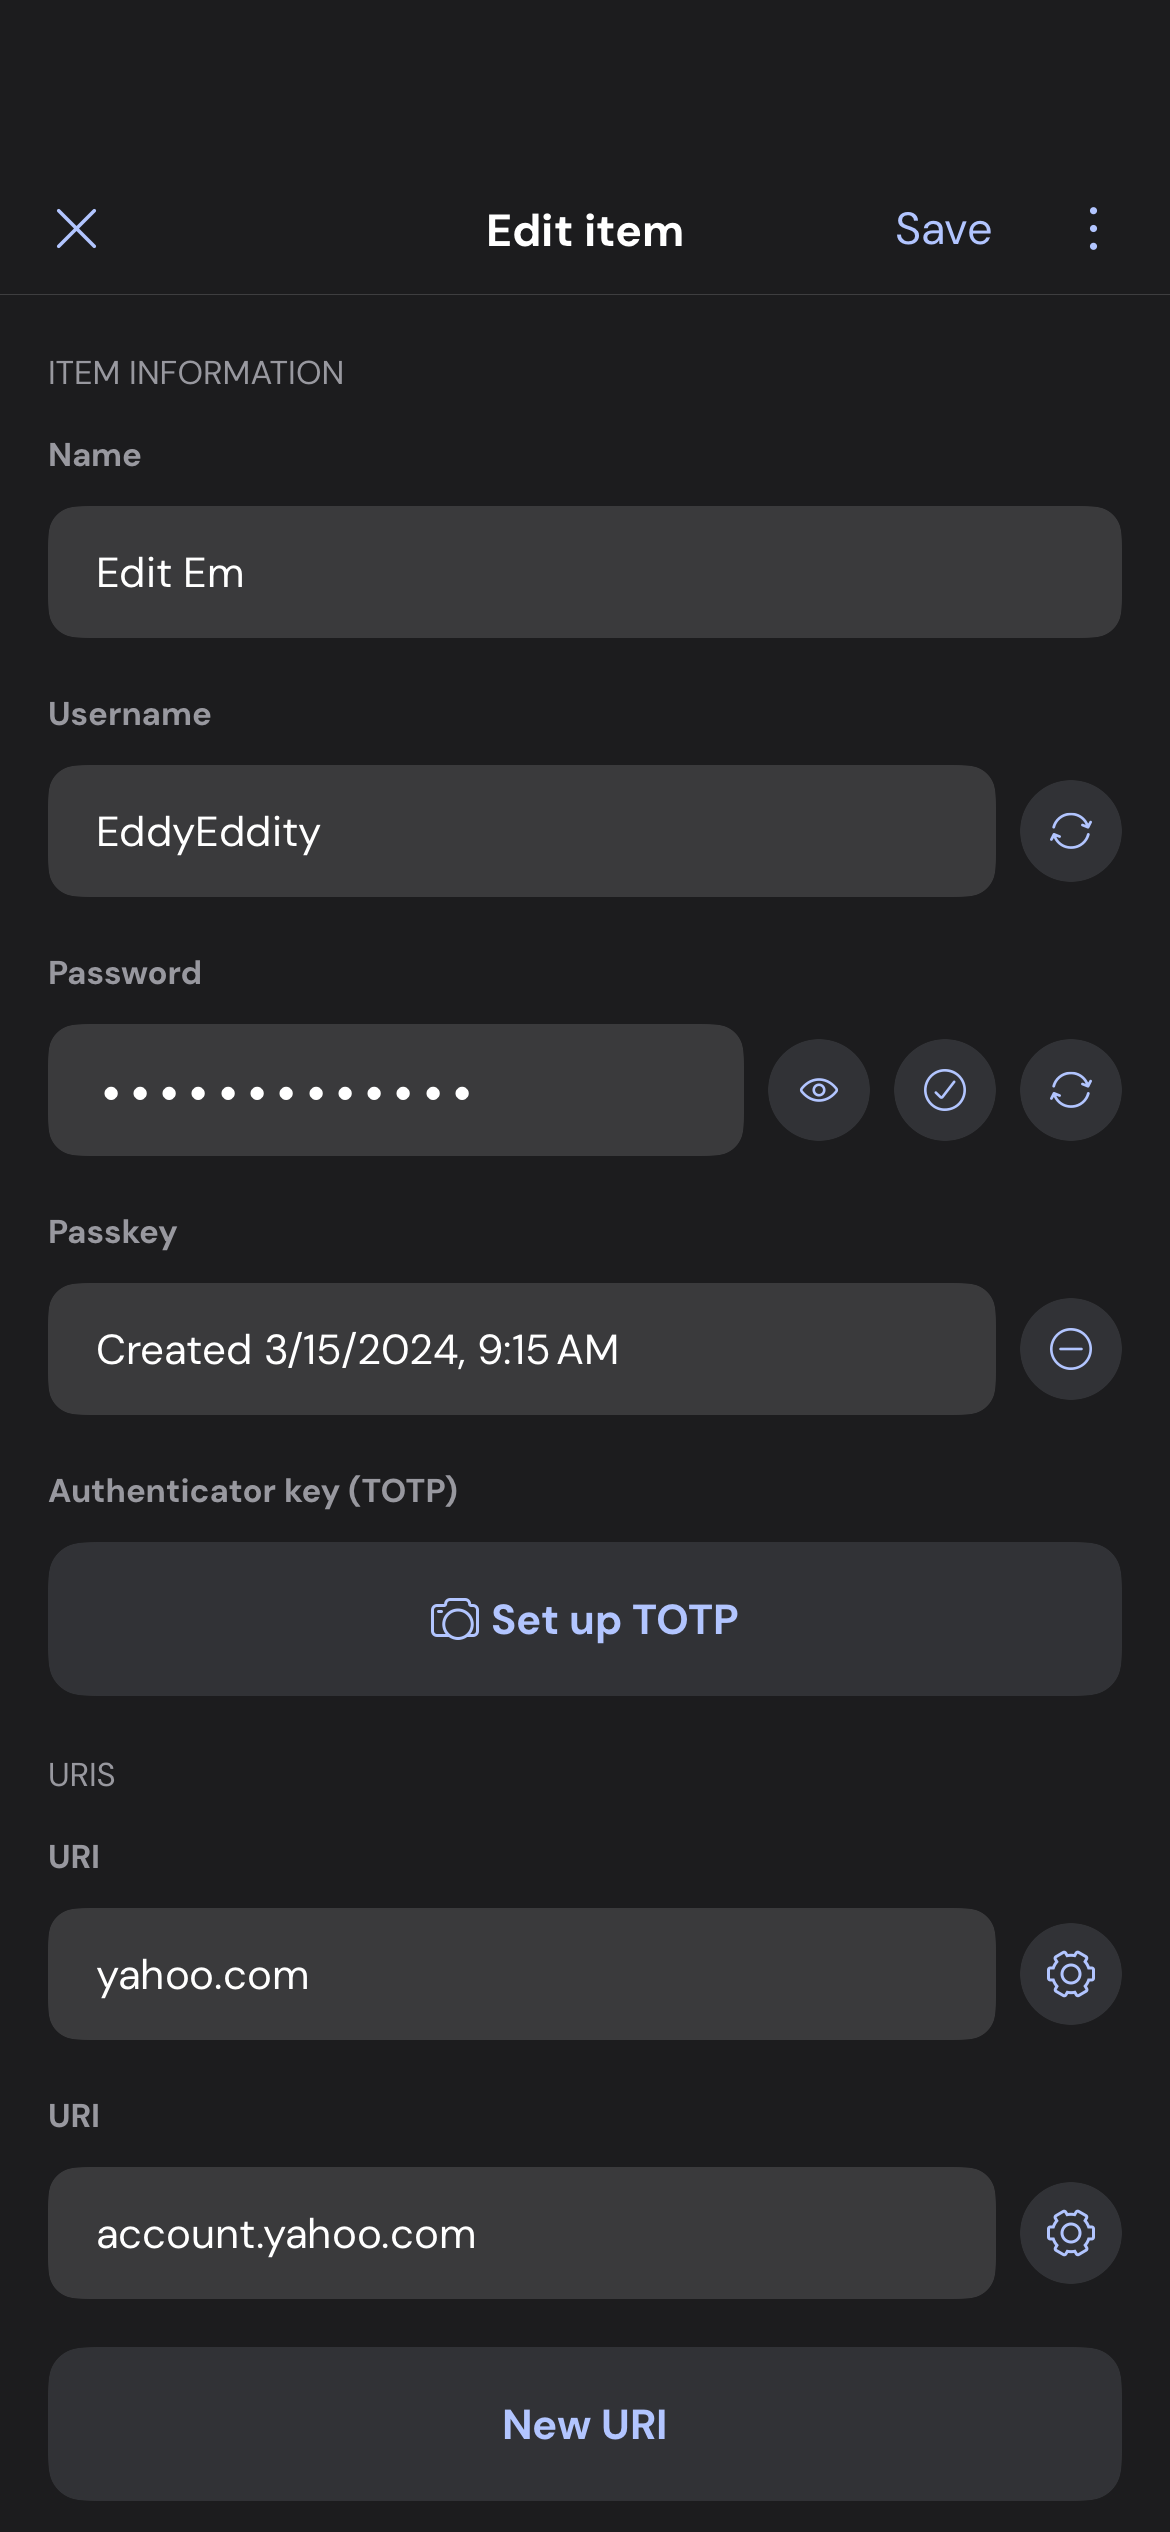 Edit item
Save
ITEM INFORMATION
Name
Edit Em
Username
EddyEddity
Password
•••••••••••••
Passkey
Created 3/15/2024, 9:15 AM
Authenticator key (TOTP)
Set up TOTP
URIS
URI
yahoo.com
URI
account.yahoo.com
New URI